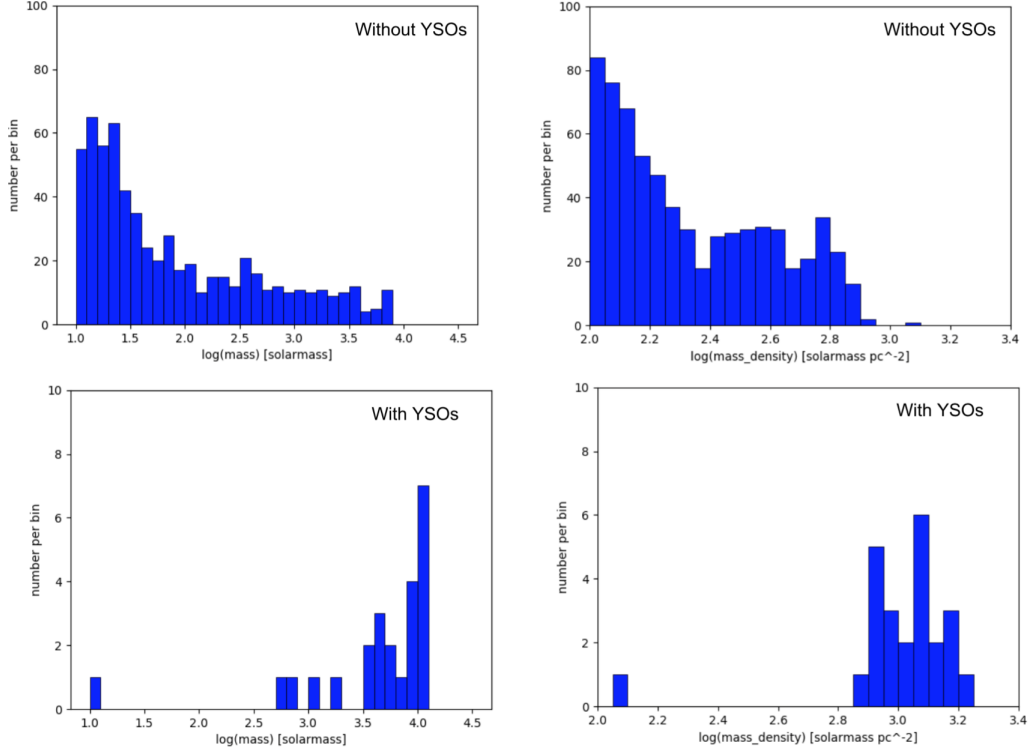 Without YSOs
100
80
60
40
20
0
number per bin
1.0 1.5 2.0 2.5 3.0 3.5 4.0 4.5
log(mass) [solarmass]
Without YSOs
100
80
60
40
20
0
number per bin
2.0 2.2 2.4 2.6 2.8 3.0 3.2 3.4
log(mass_density) [solarmass pc^-2]
With YSOs
10
8
6
4
2
0
number per bin
1.0 1.5 2.0 2.5 3.0 3.5 4.0 4.5
log(mass) [solarmass]
With YSOs
10
8
6
4
2
0
number per bin
2.0 2.2 2.4 2.6 2.8 3.0 3.2 3.4
log(mass_density) [solarmass pc^-2]